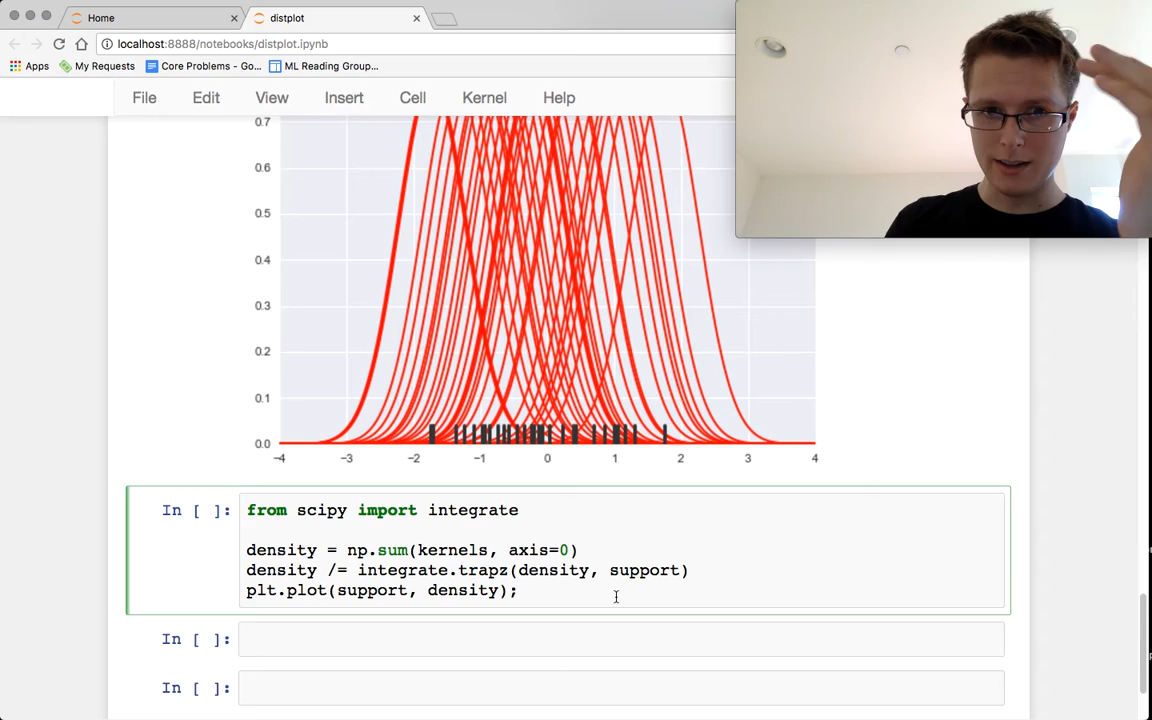 Home
distplot
localhost:8888/notebooks/distplot.ipynb
Apps My Requests Core Problems - Go... ML Reading Group...
File Edit View Insert Cell Kernel Help
0.7
0.6
0.5
0.4
0.3
0.2
0.1
0.0
−4 −3 −2 −1 0 1 2 3 4
In [ ]: from scipy import integrate
density = np.sum(kernels, axis=0)
density /= integrate.trapz(density, support)
plt.plot(support, density);
In [ ]:
In [ ]: